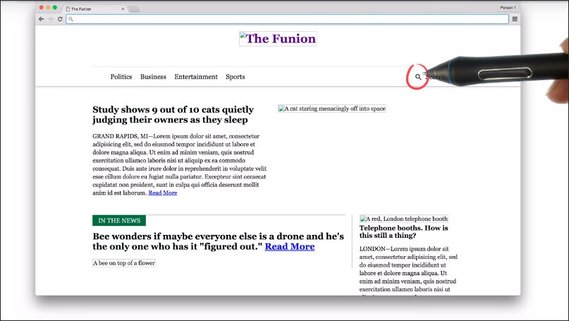 The Funion
Person 1
The Funion
Politics Business Entertainment Sports
Study shows 9 out of 10 cats quietly
judging their owners as they sleep
A cat staring menacingly off into space
GRAND RAPIDS, MI—Lorem ipsum dolor sit amet, consectetur
adipisicing elit, sed do eiusmod tempor incididunt ut labore et
dolore magna aliqua. Ut enim ad minim veniam, quis nostrud
exercitation ullamco laboris nisi ut aliquip ex ea commodo
consequat. Duis aute irure dolor in reprehenderit in voluptate velit
esse cillum dolore eu fugiat nulla pariatur. Excepteur sint occaecat
cupidatat non proident, sunt in culpa qui officia deserunt mollit
anim id est laborum. Read More
IN THE NEWS
Bee wonders if maybe everyone else is a drone and he's
the only one who has it "figured out." Read More
A bee on top of a flower
A red, London telephone booth
Telephone booths. How is
this still a thing?
LONDON—Lorem ipsum dolor
sit amet, consectetur
adipisicing elit, sed do
eiusmod tempor incididunt ut
labore et dolore magna aliqua.
Ut enim ad minim veniam, quis
nostrud exercitation ullamco